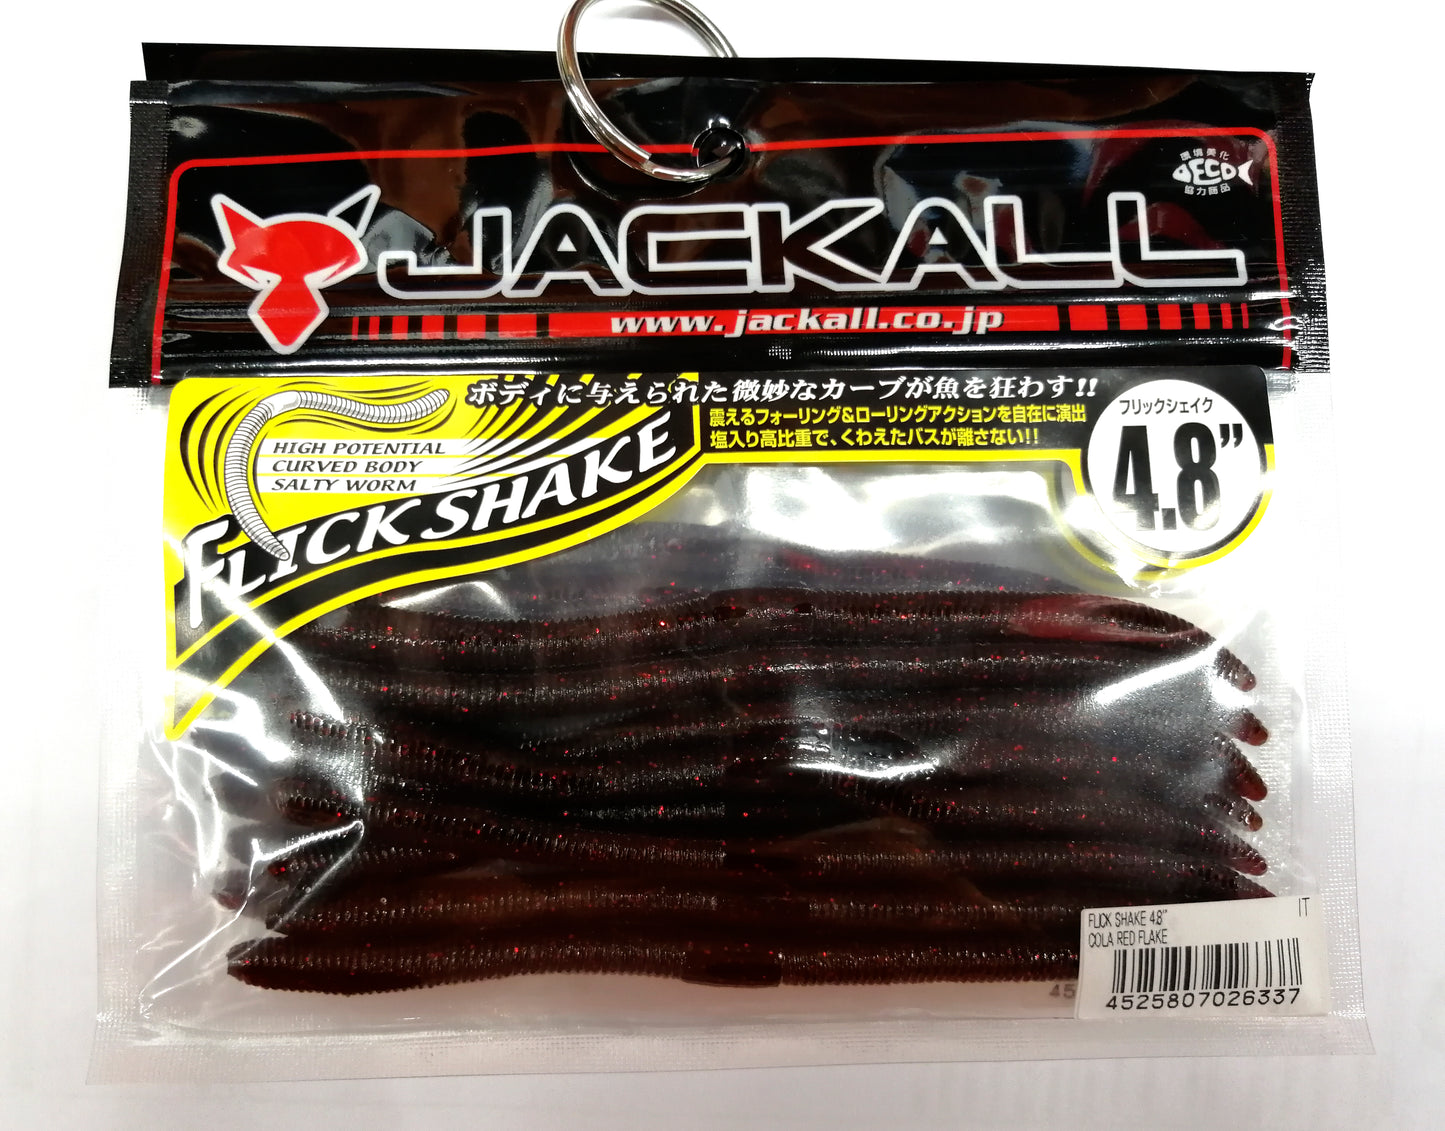 環境美化
ECO
協力商品
JACKALL
www.jackall.co.jp
ボディに与えられた微妙なカーブが魚を狂わす!!
震えるフォーリング&ローリングアクションを自在に演出
塩入り高比重で、くわえたバスが離さない!!
フリックシェイク
4.8”
HIGH POTENTIAL
CURVED BODY
SALTY WORM
FLICK SHAKE
IT
FLICK SHAKE 4.8"
COLA RED FLAKE
45
4525807026337